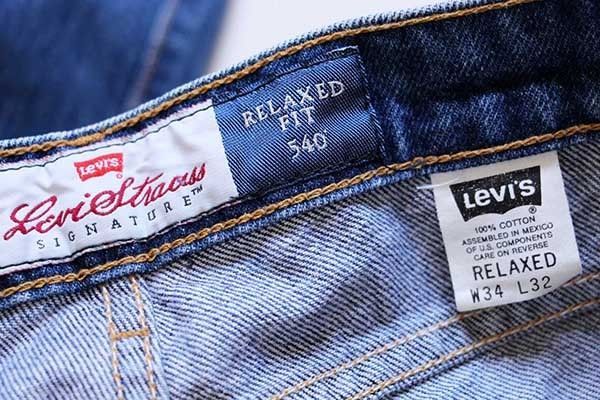 Levi's
Levi Strauss
SIGNATURE™
RELAXED
FIT
540
Levi's®
100% COTTON
ASSEMBLED IN MEXICO
OF U.S. COMPONENTS
CARE ON REVERSE
RELAXED
W34 L32